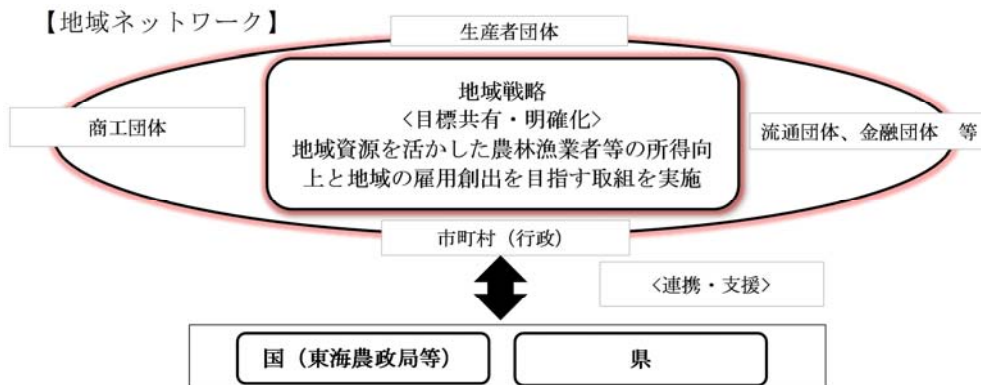 【地域ネットワーク】
生産者団体
地域戦略
<目標共有・明確化>
地域資源を活かした農林漁業者等の所得向
上と地域の雇用創出を目指す取組を実施
商工団体
流通団体、金融団体　等
市町村（行政）
<連携・支援>
国（東海農政局等）
県